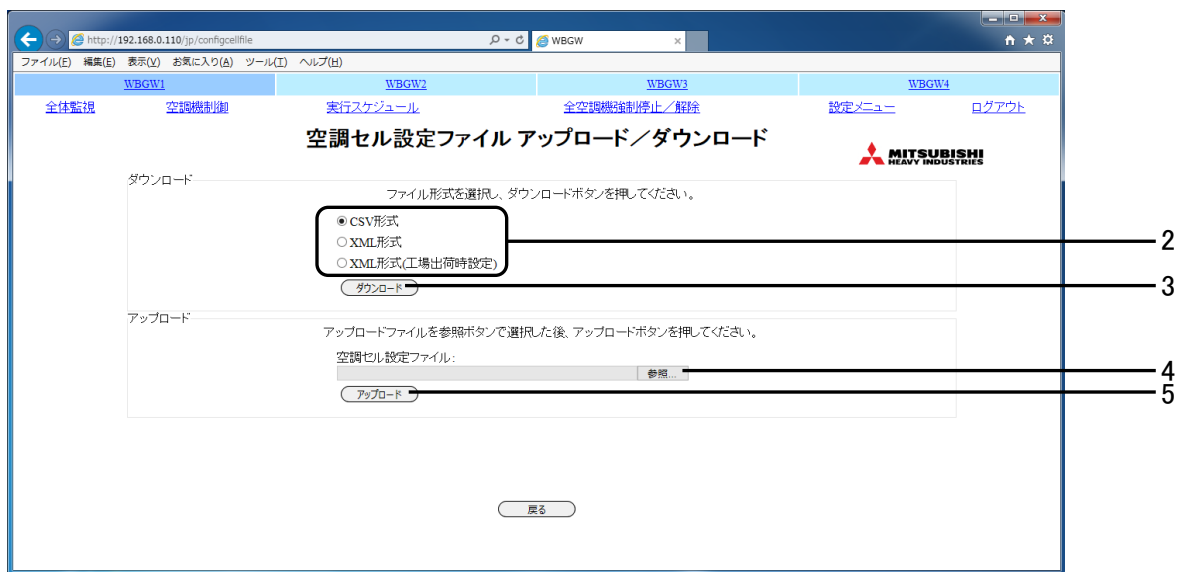 http://192.168.0.110/jp/configcellfile
WBGW
ファイル(F) 編集(E) 表示(V) お気に入り(A) ツール(T) ヘルプ(H)
WBGW1 WBGW2 WBGW3 WBGW4
全体監視 空調機制御 実行スケジュール 全空調機強制停止／解除 設定メニュー ログアウト
空調セル設定ファイル アップロード／ダウンロード
MITSUBISHI
HEAVY INDUSTRIES
ダウンロード
ファイル形式を選択し、ダウンロードボタンを押してください。
CSV形式
XML形式
2
XML形式(工場出荷時設定)
ダウンロード
3
アップロード
アップロードファイルを参照ボタンで選択した後、アップロードボタンを押してください。
空調セル設定ファイル:
参照...
4
アップロード
5
戻る